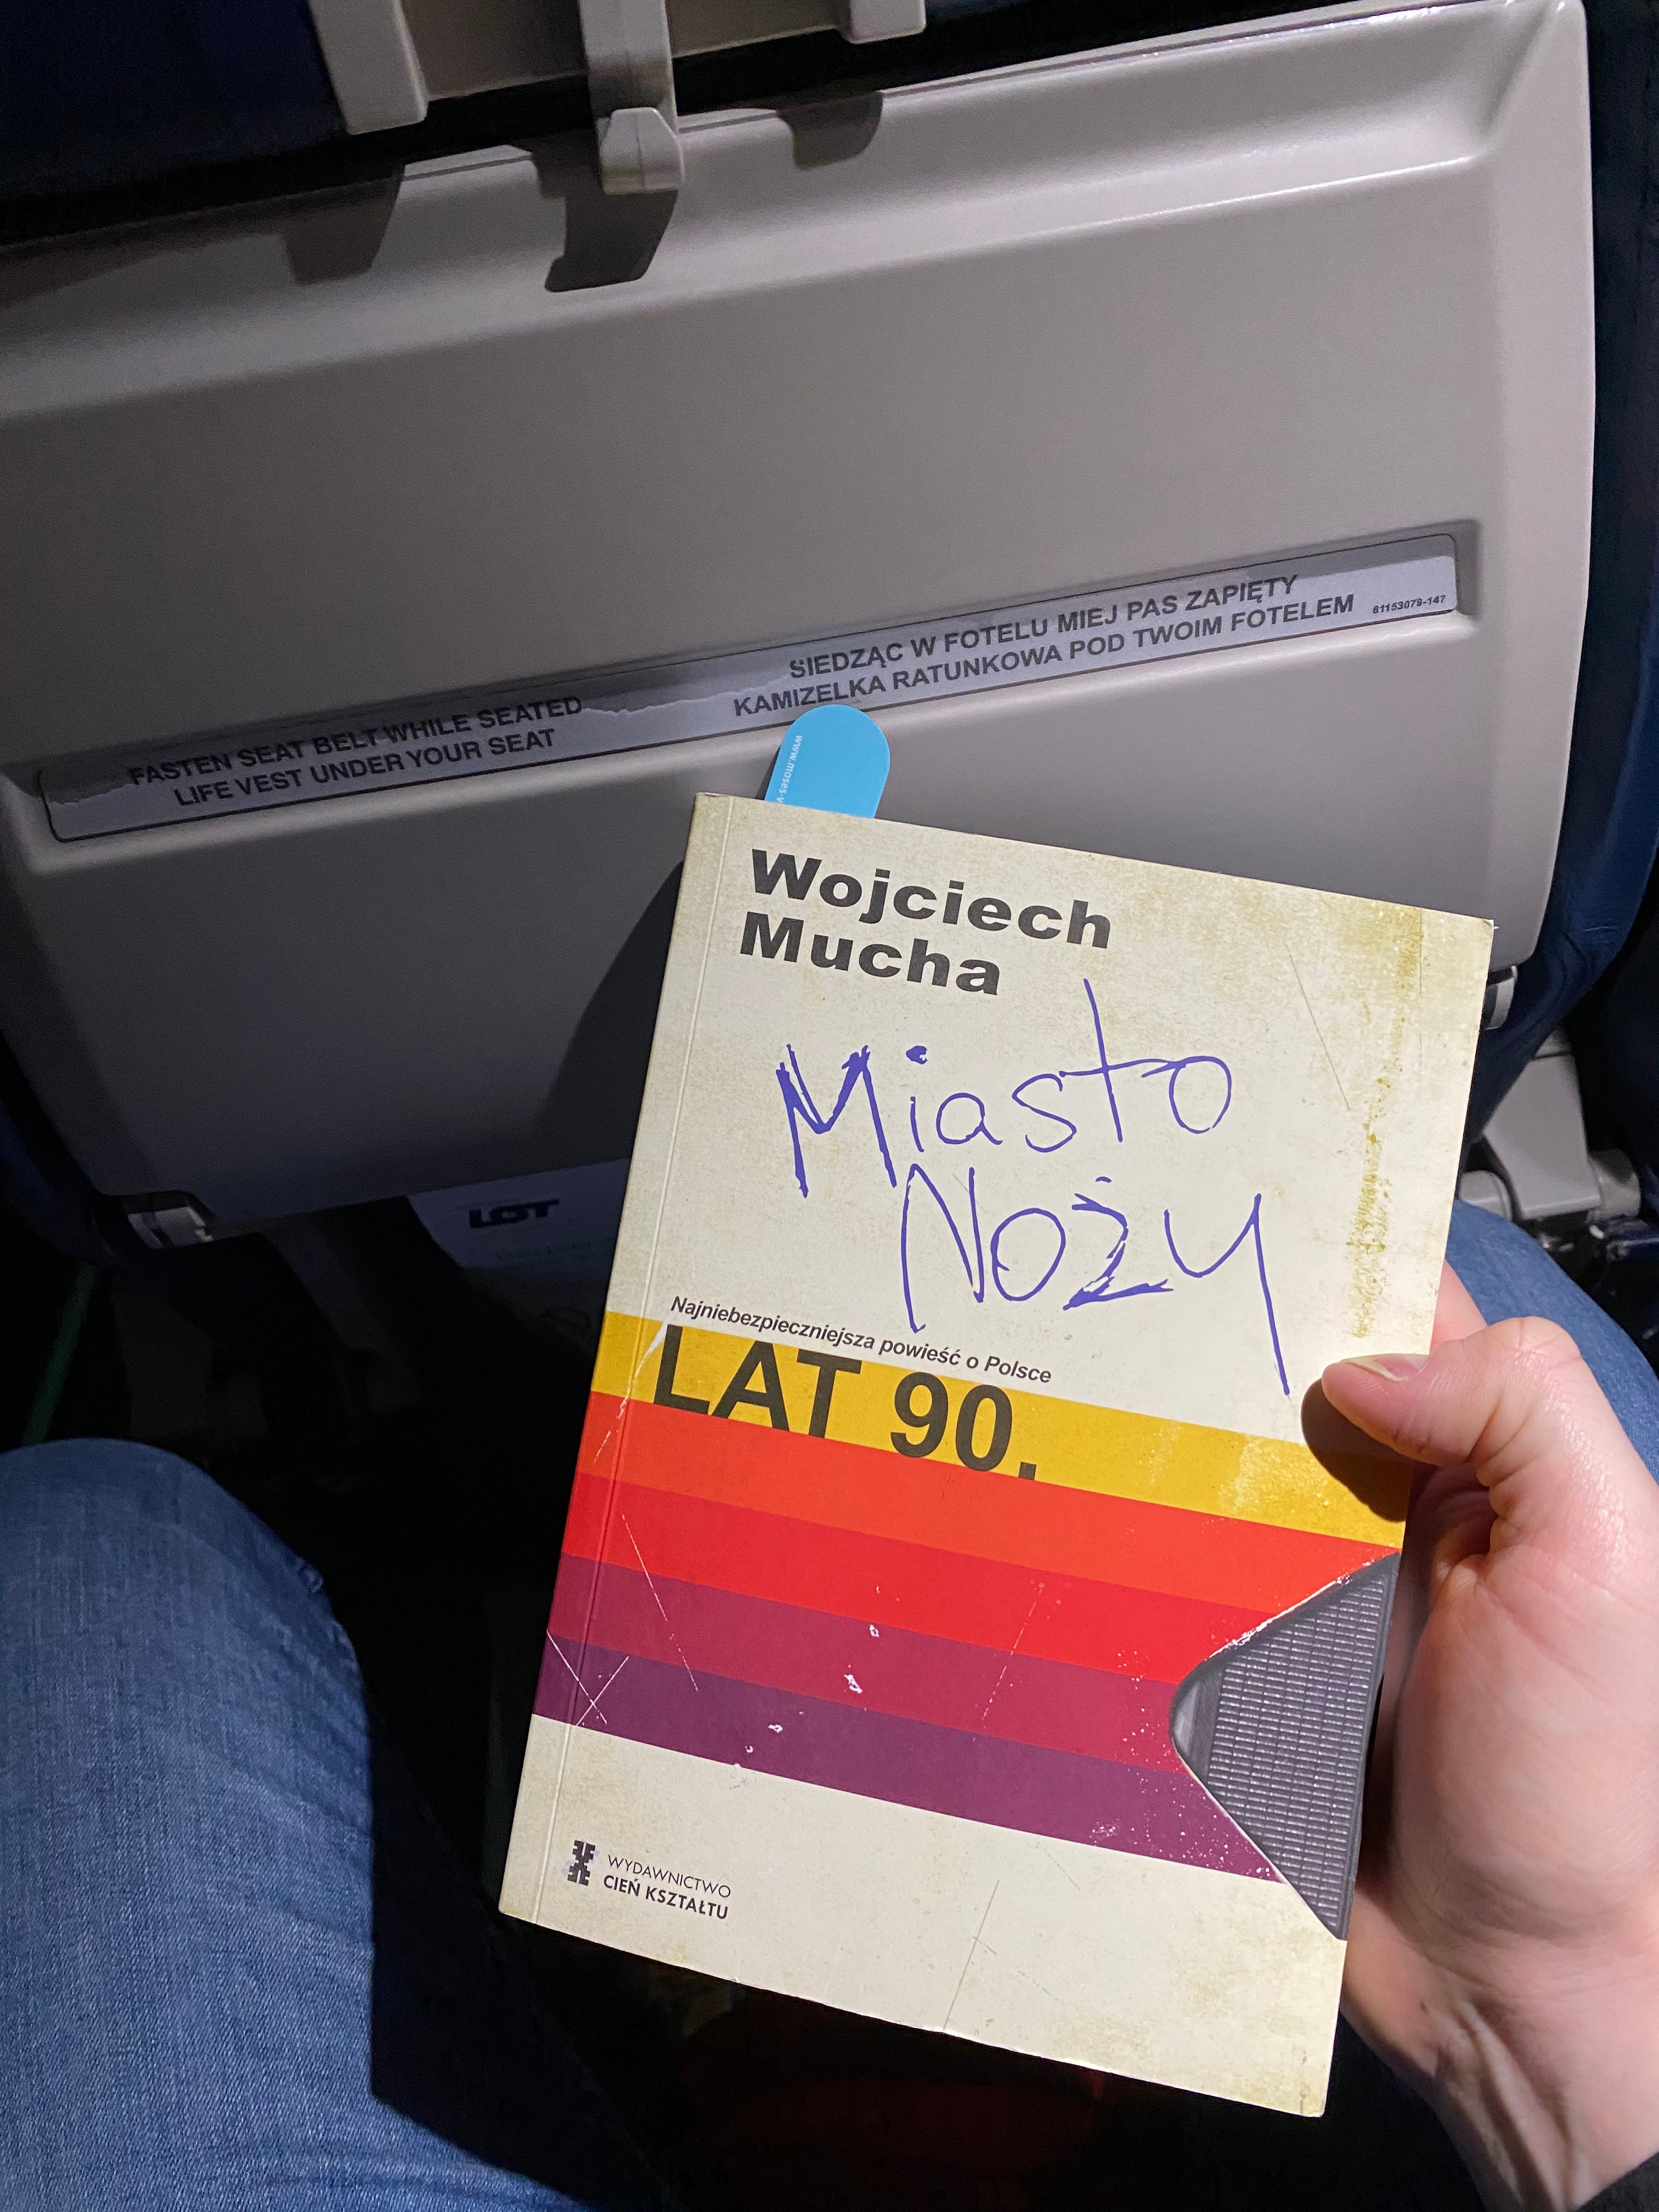 SIEDZĄC W FOTELU MIEJ PAS ZAPIĘTY
KAMIZELKA RATUNKOWA POD TWOIM FOTELEM
61153079-147
FASTEN SEAT BELT WHILE SEATED
LIFE VEST UNDER YOUR SEAT
Wojciech
Mucha
Miasto
Noży
Najniebezpieczniejsza powieść o Polsce
LAT 90.
WYDAWNICTWO
CIEŃ KSZTAŁTU
LOT